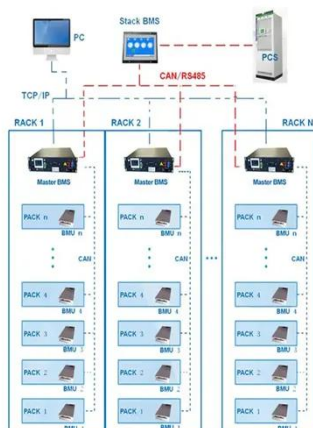 PC
Stack BMS
PCS
CAN/RS485
TCP/IP
RACK 1
RACK 2
RACK N
Master BMS
Master BMS
Master BMS
PACK n
BMU n
PACK n
BMU n
PACK n
BMU n
CAN
CAN
CAN
PACK 4
BMU 4
PACK 4
BMU 4
PACK 4
BMU 4
PACK 3
BMU 3
PACK 3
BMU 3
PACK 3
BMU 3
PACK 2
BMU 2
PACK 2
BMU 2
PACK 2
BMU 2
PACK 1
PACK 1
PACK 1